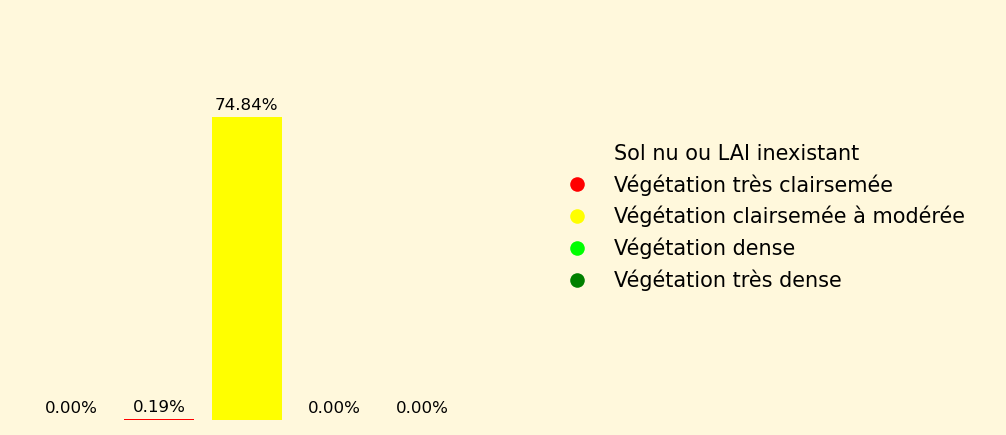 74.84%
0.00%
0.19%
0.00%
0.00%
Sol nu ou LAI inexistant
Végétation très clairsemée
Végétation clairsemée à modérée
Végétation dense
Végétation très dense